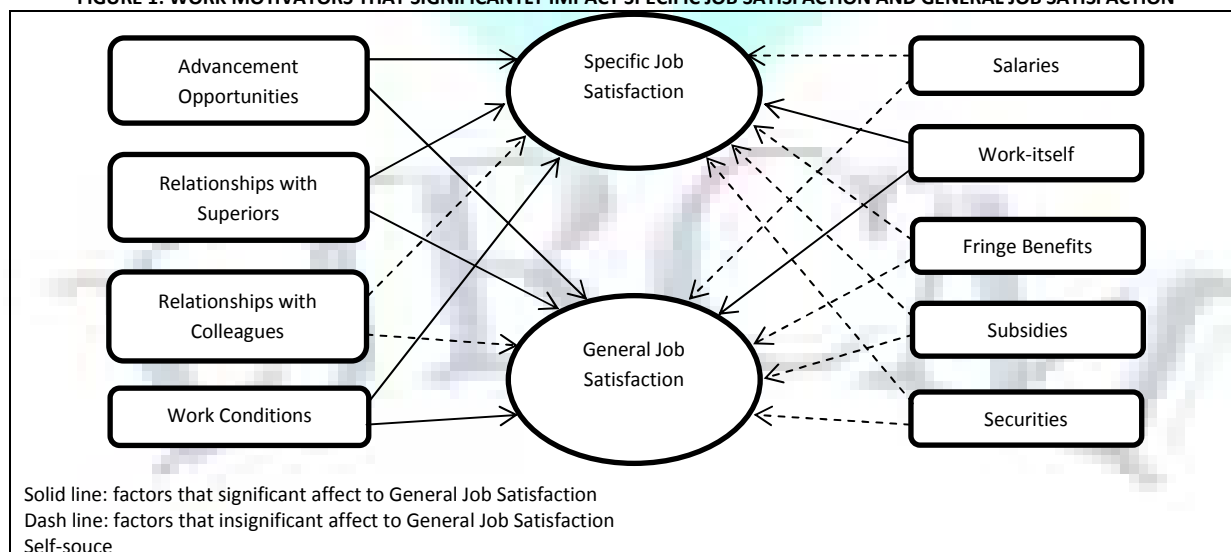 FIGURE 1: WORK MOTIVATORS THAT SIGNIFICANTLY IMPACT SPECIFIC JOB SATISFACTION AND GENERAL JOB SATISFACTION
Advancement
Opportunities
Relationships with
Superiors
Relationships with
Colleagues
Work Conditions
Specific Job
Satisfaction
General Job
Satisfaction
Salaries
Work-itself
Fringe Benefits
Subsidies
Securities
Solid line: factors that significant affect to General Job Satisfaction
Dash line: factors that insignificant affect to General Job Satisfaction
Self-souce